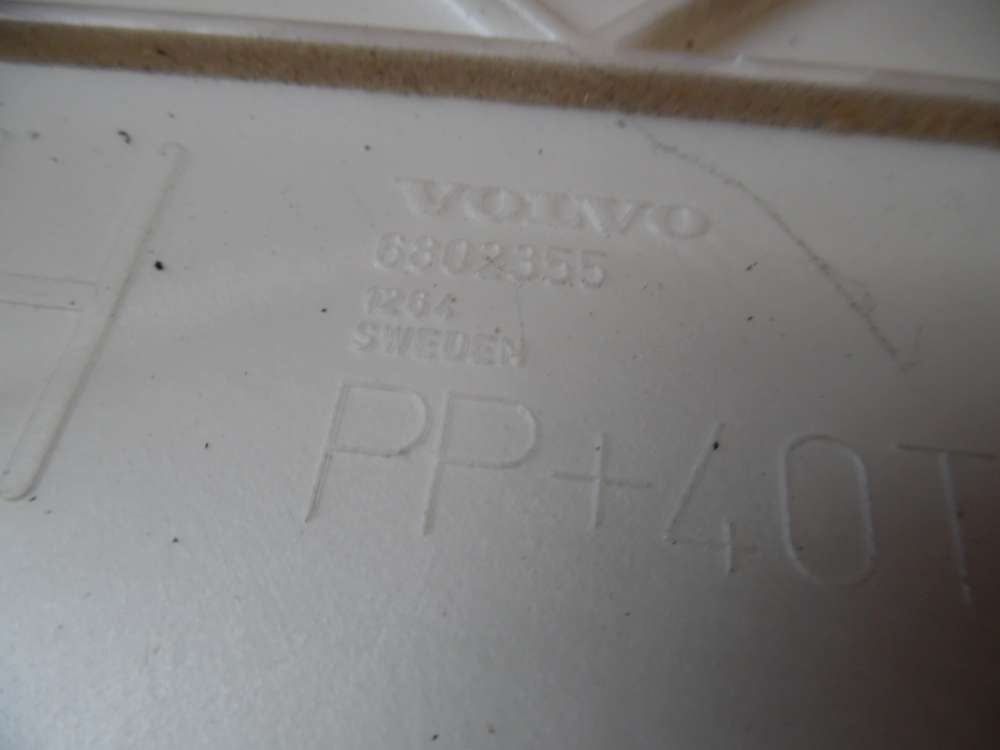 VOLVO
6802355
1264
SWEDEN
PP+40T